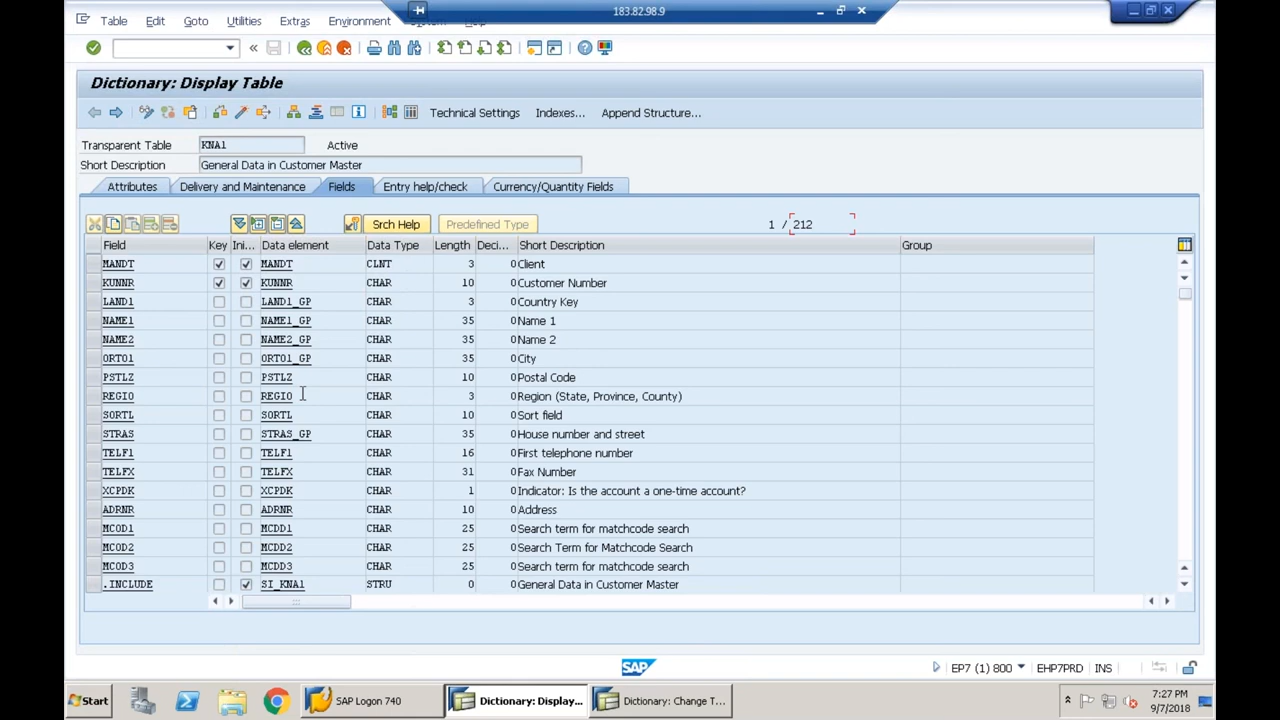 183.82.98.9
Table Edit Goto Utilities Extras Environment
Dictionary: Display Table
Technical Settings Indexes... Append Structure...
Transparent Table KNA1 Active
Short Description General Data in Customer Master
Attributes Delivery and Maintenance Fields Entry help/check Currency/Quantity Fields
Srch Help Predefined Type 1 / 212
Field Key Ini... Data element Data Type Length Deci... Short Description Group
MANDT MANDT CLNT 3 0 Client
KUNNR KUNNR CHAR 10 0 Customer Number
LAND1 LAND1_GP CHAR 3 0 Country Key
NAME1 NAME1_GP CHAR 35 0 Name 1
NAME2 NAME2_GP CHAR 35 0 Name 2
ORT01 ORT01_GP CHAR 35 0 City
PSTLZ PSTLZ CHAR 10 0 Postal Code
REGIO REGIO CHAR 3 0 Region (State, Province, County)
SORTL SORTL CHAR 10 0 Sort field
STRAS STRAS_GP CHAR 35 0 House number and street
TELF1 TELF1 CHAR 16 0 First telephone number
TELFX TELFX CHAR 31 0 Fax Number
XCPDK XCPDK CHAR 1 0 Indicator: Is the account a one-time account?
ADRNR ADRNR CHAR 10 0 Address
MCOD1 MCDD1 CHAR 25 0 Search term for matchcode search
MCOD2 MCDD2 CHAR 25 0 Search Term for Matchcode Search
MCOD3 MCDD3 CHAR 25 0 Search term for matchcode search
.INCLUDE SI_KNA1 STRU 0 0 General Data in Customer Master
SAP EP7 (1) 800 EHP7PRD INS
Start SAP Logon 740 Dictionary: Display... Dictionary: Change T... 7:27 PM
9/7/2018